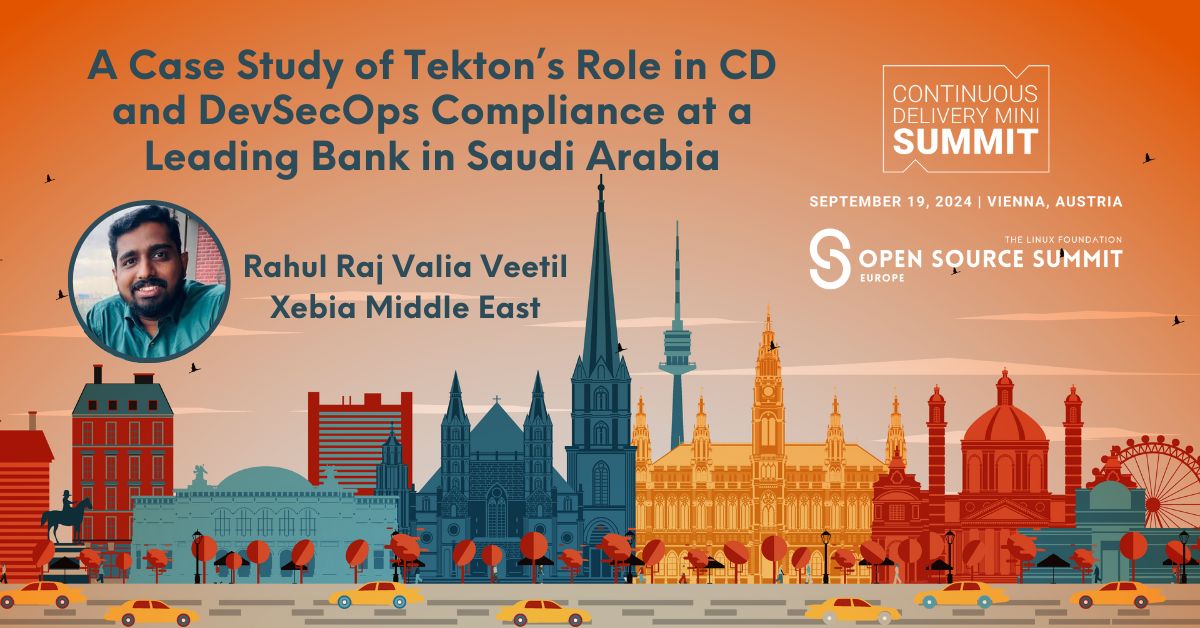 A Case Study of Tekton's Role in CD
and DevSecOps Compliance at a
Leading Bank in Saudi Arabia
Rahul Raj Valia Veetil
Xebia Middle East
CONTINUOUS
DELIVERY MINI
SUMMIT
SEPTEMBER 19, 2024 | VIENNA, AUSTRIA
THE LINUX FOUNDATION
OPEN SOURCE SUMMIT
EUROPE